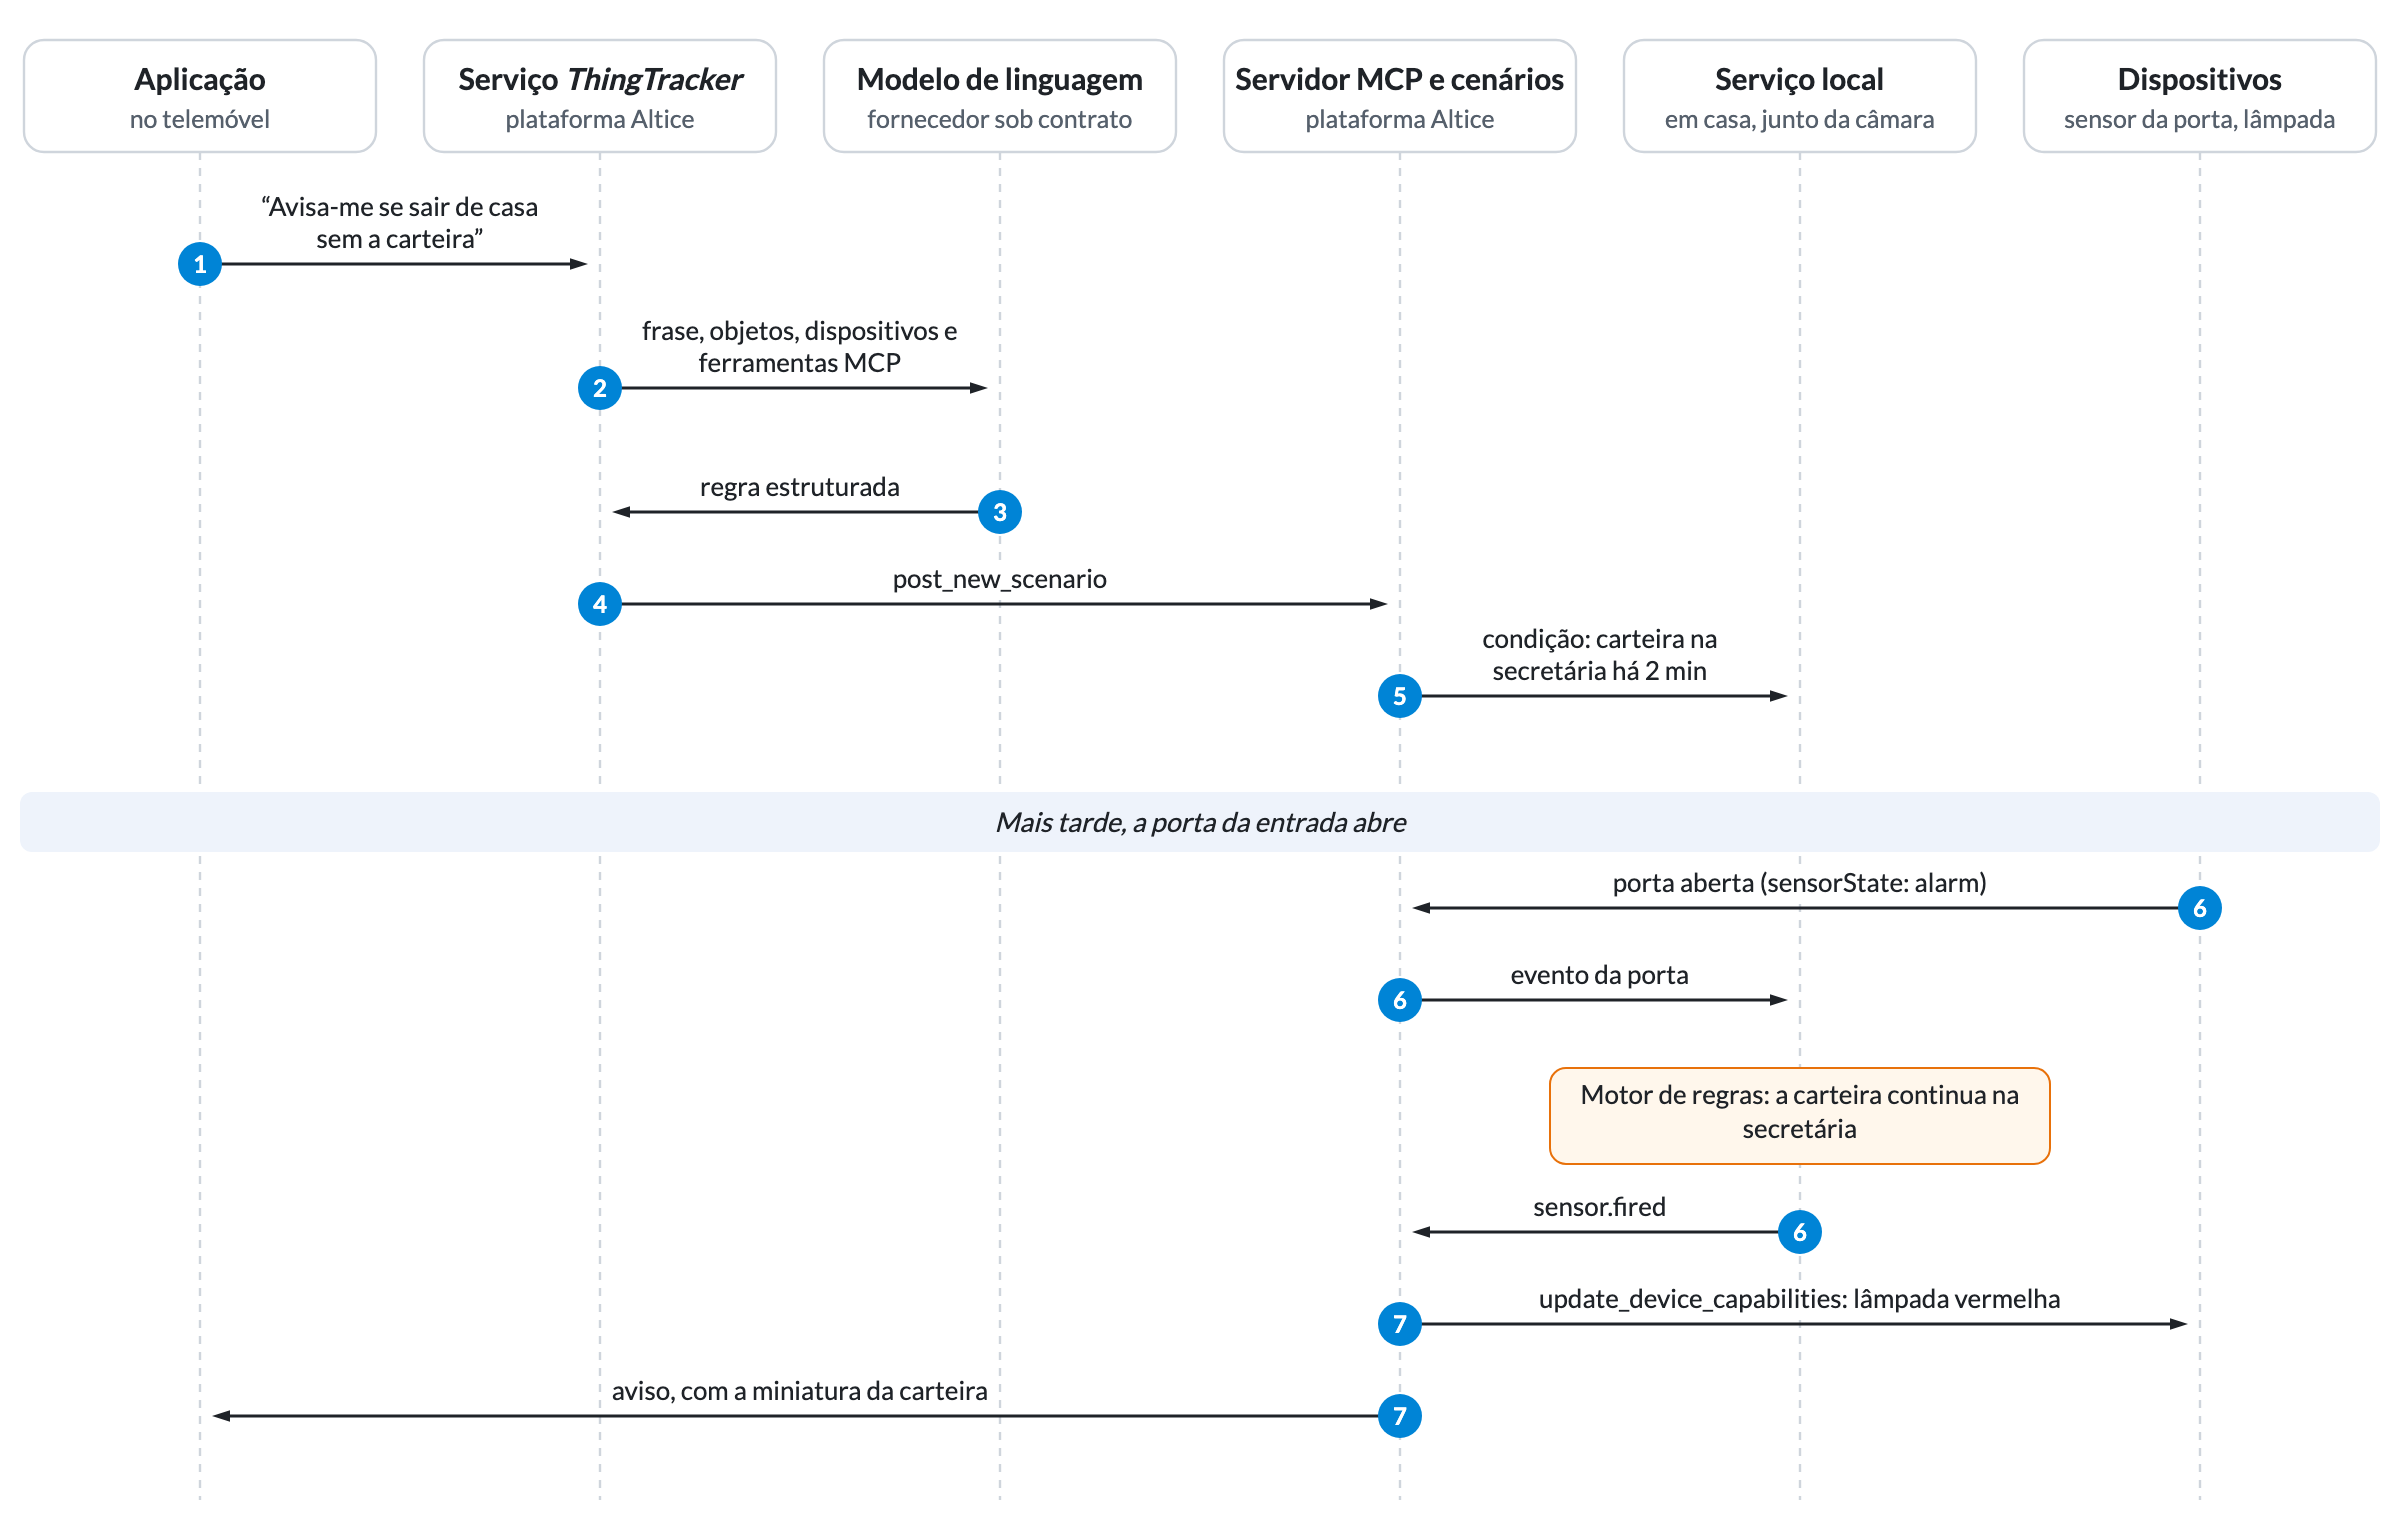 Aplicação
no telemóvel
Serviço ThingTracker
plataforma Altice
Modelo de linguagem
fornecedor sob contrato
Servidor MCP e cenários
plataforma Altice
Serviço local
em casa, junto da câmara
Dispositivos
sensor da porta, lâmpada
“Avisa-me se sair de casa
sem a carteira”
1
frase, objetos, dispositivos e
ferramentas MCP
2
regra estruturada
3
post_new_scenario
4
condição: carteira na
secretária há 2 min
5
Mais tarde, a porta da entrada abre
porta aberta (sensorState: alarm)
6
evento da porta
6
Motor de regras: a carteira continua na
secretária
sensor.fired
6
update_device_capabilities: lâmpada vermelha
7
aviso, com a miniatura da carteira
7